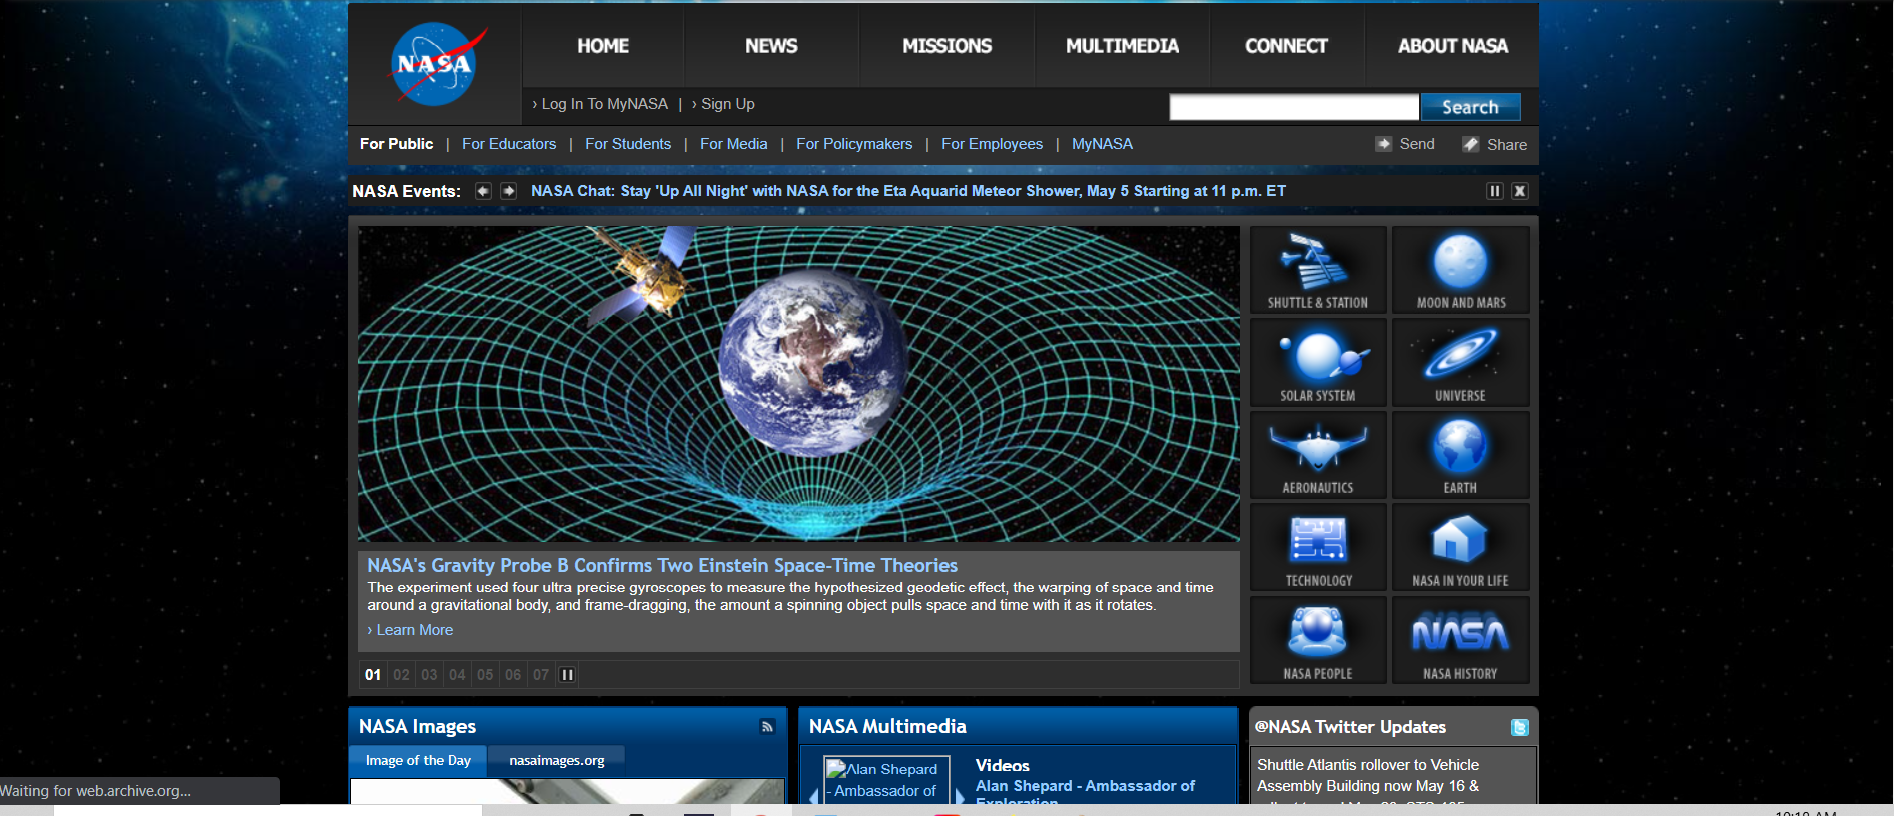 NASA
HOME
NEWS
MISSIONS
MULTIMEDIA
CONNECT
ABOUT NASA
› Log In To MyNASA | › Sign Up
Search
For Public | For Educators | For Students | For Media | For Policymakers | For Employees | MyNASA
Send
Share
NASA Events:
NASA Chat: Stay 'Up All Night' with NASA for the Eta Aquarid Meteor Shower, May 5 Starting at 11 p.m. ET
SHUTTLE & STATION
MOON AND MARS
SOLAR SYSTEM
UNIVERSE
AERONAUTICS
EARTH
TECHNOLOGY
NASA IN YOUR LIFE
NASA PEOPLE
NASA
NASA HISTORY
NASA's Gravity Probe B Confirms Two Einstein Space-Time Theories
The experiment used four ultra precise gyroscopes to measure the hypothesized geodetic effect, the warping of space and time
around a gravitational body, and frame-dragging, the amount a spinning object pulls space and time with it as it rotates.
› Learn More
01 02 03 04 05 06 07
NASA Images
Image of the Day
nasaimages.org
NASA Multimedia
Alan Shepard
- Ambassador of
Videos
Alan Shepard - Ambassador of
Exploration
@NASA Twitter Updates
Shuttle Atlantis rollover to Vehicle
Assembly Building now May 16 &
Waiting for web.archive.org...